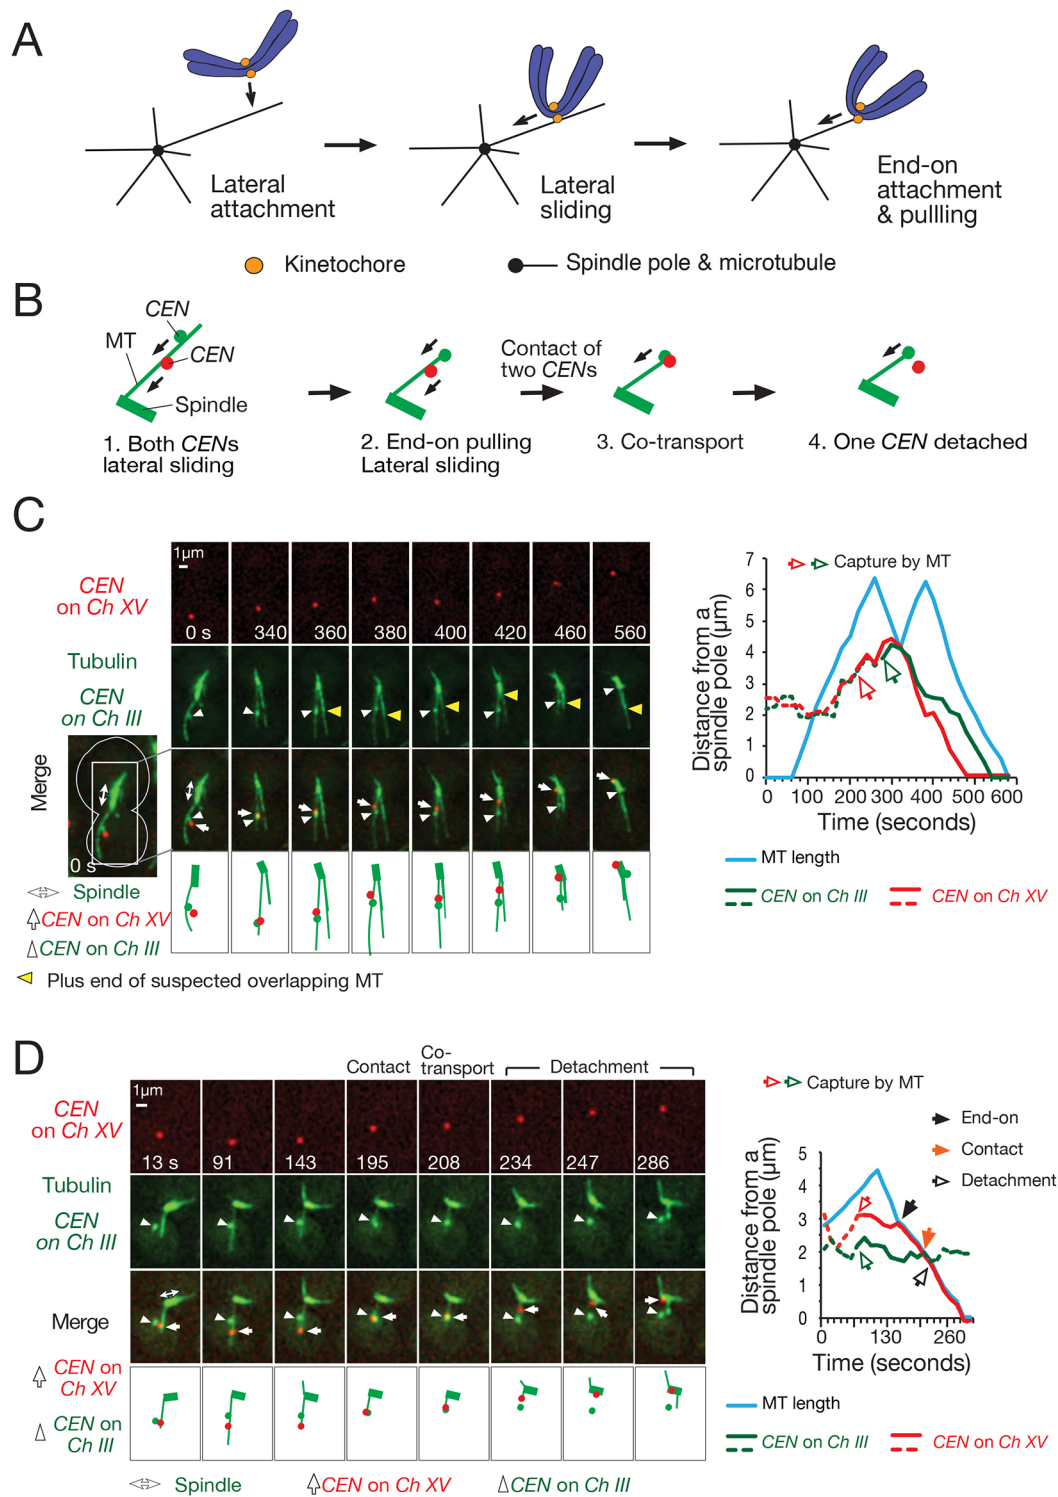 A
Lateral
attachment
Lateral
sliding
End-on
attachment
& pullling
Kinetochore
Spindle pole & microtubule
B
CEN
MT
CEN
Spindle
Contact of
two CENs
1. Both CENs
lateral sliding
2. End-on pulling
Lateral sliding
3. Co-transport
4. One CEN detached
C
CEN
on Ch XV
1µm
0 s
340
360
380
400
420
460
560
Tubulin
CEN
on Ch III
Merge
0 s
Spindle
CEN on Ch XV
CEN on Ch III
Plus end of suspected overlapping MT
Capture by MT
Distance from a
spindle pole (µm)
7
6
5
4
3
2
1
0
0 100 200 300 400 500 600
Time (seconds)
MT length
CEN on Ch III
CEN on Ch XV
D
Contact
Co-
transport
Detachment
CEN
on Ch XV
1µm
13 s
91
143
195
208
234
247
286
Tubulin
CEN
on Ch III
Merge
CEN on
Ch XV
CEN on
Ch III
Spindle
CEN on Ch XV
CEN on Ch III
Capture by MT
End-on
Contact
Detachment
Distance from a
spindle pole (µm)
5
4
3
2
1
0
0 130 260
Time (seconds)
MT length
CEN on Ch III
CEN on Ch XV